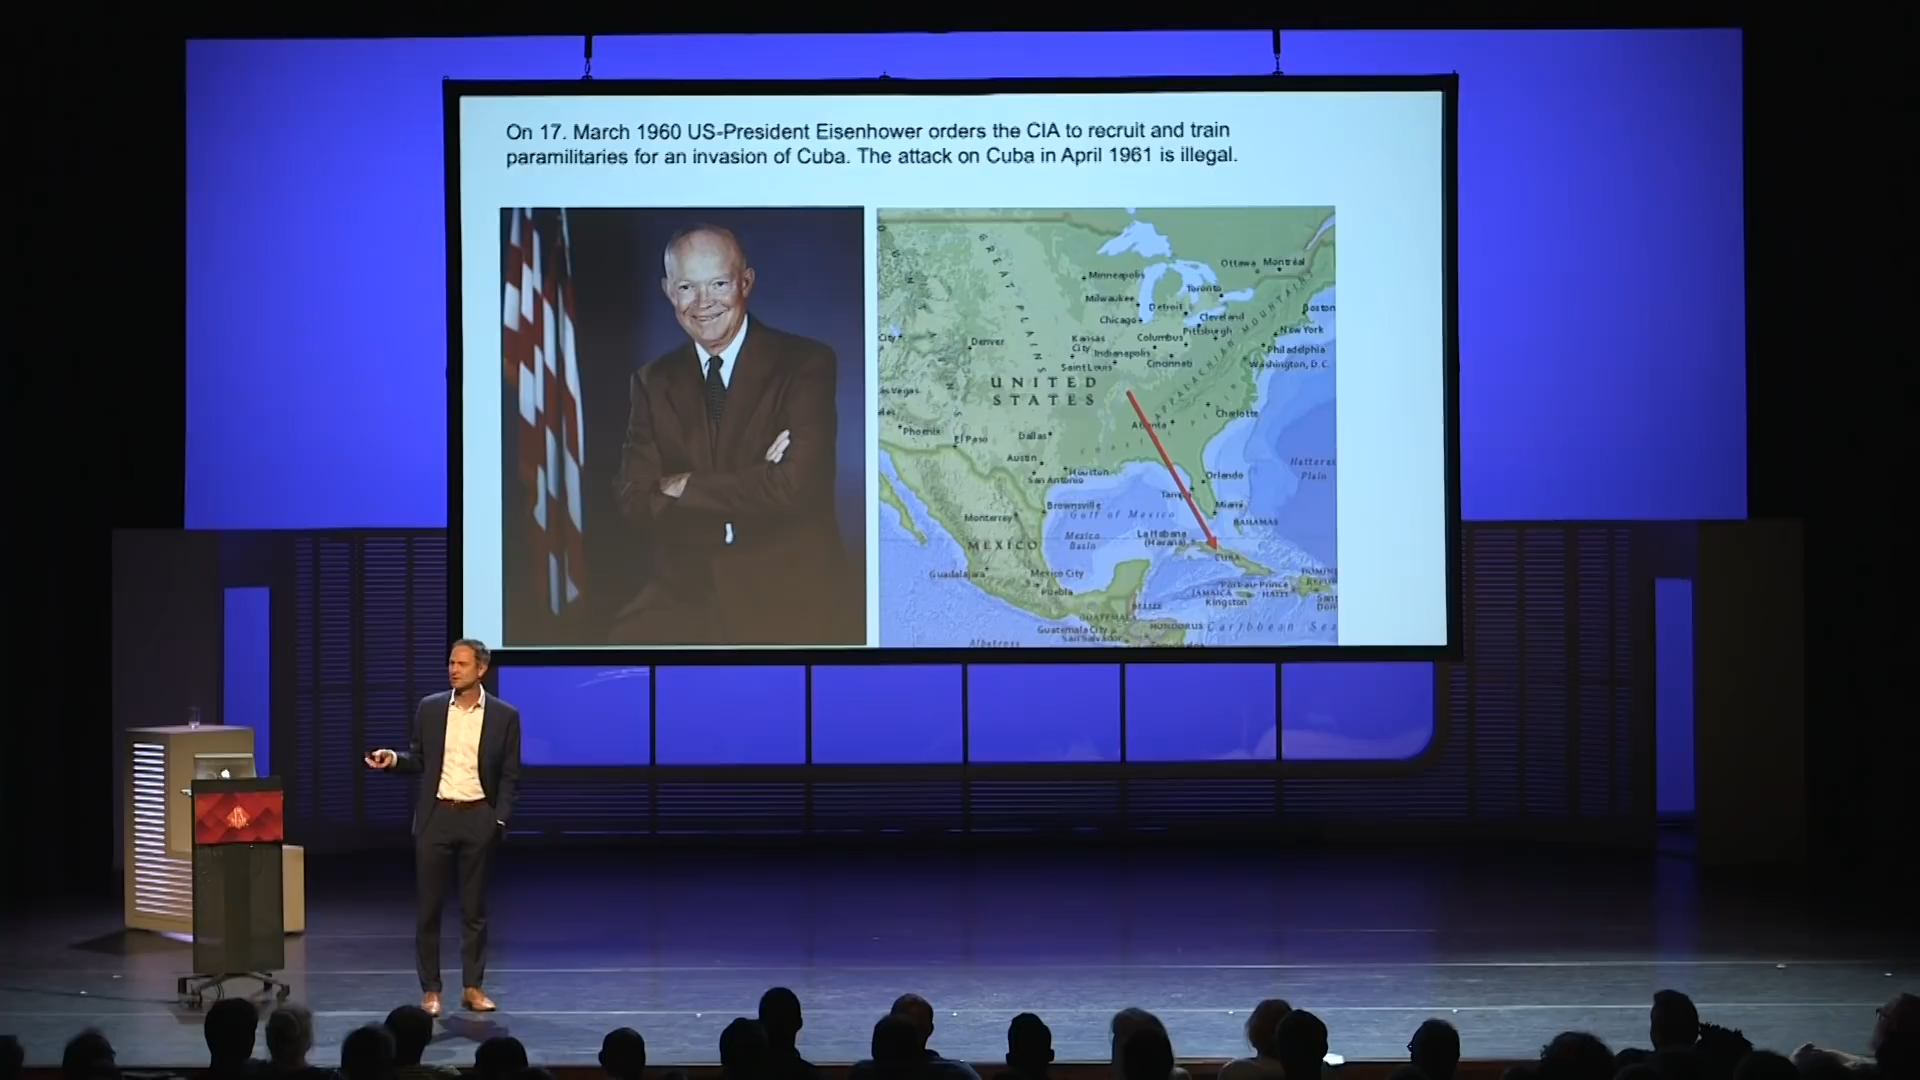 On 17. March 1960 US-President Eisenhower orders the CIA to recruit and train
paramilitaries for an invasion of Cuba. The attack on Cuba in April 1961 is illegal.
GREAT PLAINS
Ottawa
Montréal
Minneapolis
Toronto
Milwaukee
Detroit
Boston
Chicago
Cleveland
Pittsburgh
New York
City
Denver
Kansas
City
Columbus
Indianapolis
Philadelphia
Saint Louis
Cincinnati
Washington, D.C.
UNITED
STATES
APPALACHIAN MOUNTAINS
as Vegas
Charlotte
Phoenix
El Paso
Dallas
Atlanta
Austin
Houston
San Antonio
Orlando
Hatteras
Plain
Tampa
Brownsville
Miami
Monterrey
Gulf of Mexico
BAHAMAS
MÉXICO
Mexico
Basin
La Habana
(Havana)
CUBA
Guadalajara
Mexico City
Puebla
Port-au-Prince
JAMAICA
HAITI
Kingston
BELIZE
GUATEMALA
Guatemala City
HONDURUS
Caribbean Sea
San Salvador
Albatross